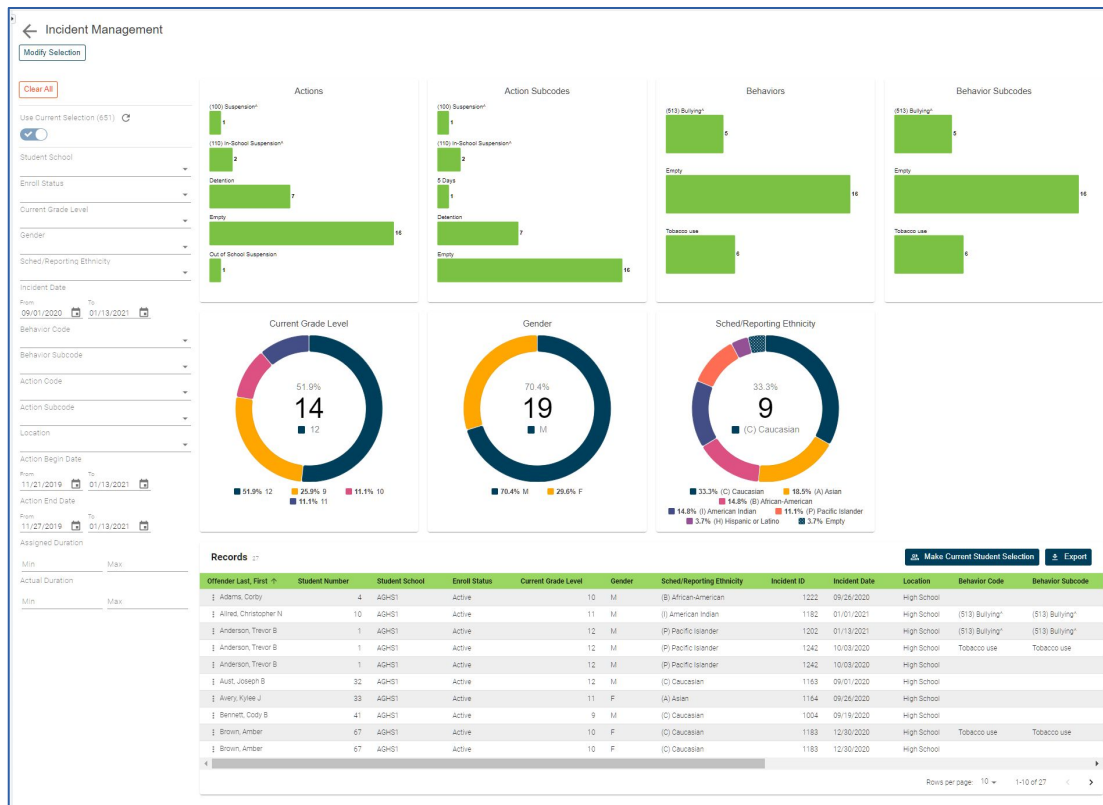 Incident Management
Modify Selection
Clear All
Use Current Selection (651)
Student School
Enroll Status
Current Grade Level
Gender
Sched/Reporting Ethnicity
Incident Date
From To
09/01/2020 01/13/2021
Behavior Code
Behavior Subcode
Action Code
Action Subcode
Location
Action Begin Date
From To
11/21/2019 01/13/2021
Action End Date
From To
11/27/2019 01/13/2021
Assigned Duration
Min Max
Actual Duration
Min Max
Actions
(100) Suspension^
1
(110) In-School Suspension^
2
Detention
7
Empty
16
Out of School Suspension
1
Action Subcodes
(100) Suspension^
1
(110) In-School Suspension^
2
5 Days
1
Detention
7
Empty
16
Behaviors
(513) Bullying^
5
Empty
16
Tobacco use
6
Behavior Subcodes
(513) Bullying^
5
Empty
16
Tobacco use
6
Current Grade Level
51.9%
14
12
51.9% 12 25.9% 9 11.1% 10
11.1% 11
Gender
70.4%
19
M
70.4% M 29.6% F
Sched/Reporting Ethnicity
33.3%
9
(C) Caucasian
33.3% (C) Caucasian 18.5% (A) Asian
14.8% (B) African-American
14.8% (I) American Indian 11.1% (P) Pacific Islander
3.7% (H) Hispanic or Latino 3.7% Empty
Records 27 Make Current Student Selection Export
Offender Last, First Student Number Student School Enroll Status Current Grade Level Gender Sched/Reporting Ethnicity Incident ID Incident Date Location Behavior Code Behavior Subcode
Adams, Corby 4 AGHS1 Active 10 M (B) African-American 1222 09/26/2020 High School
Allred, Christopher N 10 AGHS1 Active 11 M (I) American Indian 1182 01/01/2021 High School (513) Bullying^ (513) Bullying^
Anderson, Trevor B 1 AGHS1 Active 12 M (P) Pacific Islander 1202 01/13/2021 High School (513) Bullying^ (513) Bullying^
Anderson, Trevor B 1 AGHS1 Active 12 M (P) Pacific Islander 1242 10/03/2020 High School Tobacco use Tobacco use
Anderson, Trevor B 1 AGHS1 Active 12 M (P) Pacific Islander 1242 10/03/2020 High School
Aust, Joseph B 32 AGHS1 Active 12 M (C) Caucasian 1163 09/01/2020 High School
Avery, Kylee J 33 AGHS1 Active 11 F (A) Asian 1164 09/26/2020 High School
Bennett, Cody B 41 AGHS1 Active 9 M (C) Caucasian 1004 09/19/2020 High School
Brown, Amber 67 AGHS1 Active 10 F (C) Caucasian 1183 12/30/2020 High School Tobacco use Tobacco use
Brown, Amber 67 AGHS1 Active 10 F (C) Caucasian 1183 12/30/2020 High School
Rows per page: 10 1-10 of 27